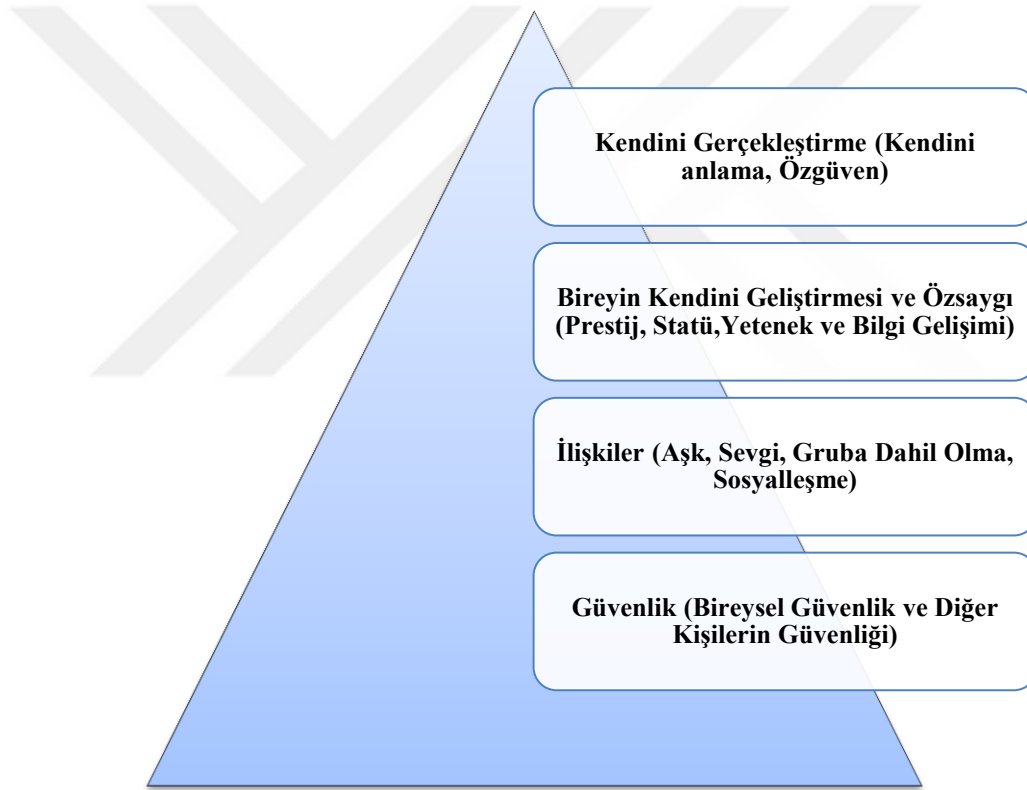 Kendini Gerçekleştirme (Kendini
anlama, Özgüven)
Bireyin Kendini Geliştirmesi ve Özsaygı
(Prestij, Statü,Yetenek ve Bilgi Gelişimi)
İlişkiler (Aşk, Sevgi, Gruba Dahil Olma,
Sosyalleşme)
Güvenlik (Bireysel Güvenlik ve Diğer
Kişilerin Güvenliği)